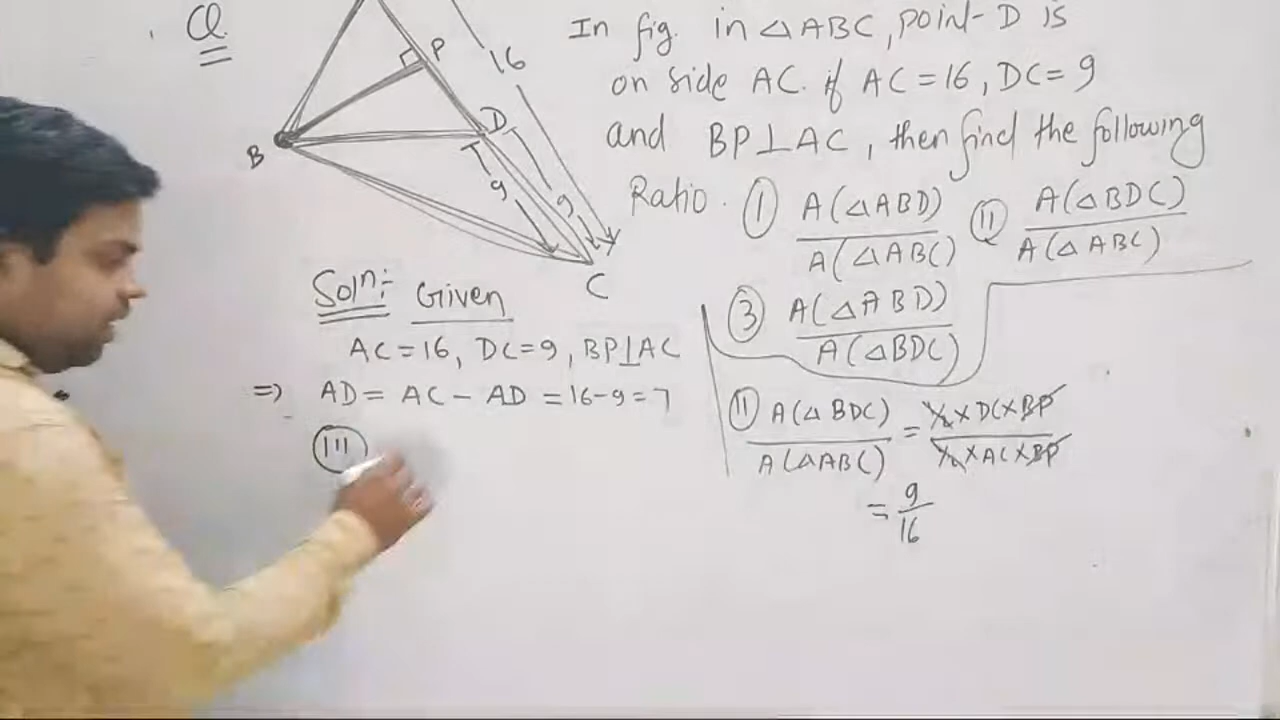 Q
In fig. in △ABC, point-D is
on side AC. if AC = 16, DC = 9
and BP⊥AC, then find the following
Ratio. ① A(△ABD) / A(△ABC) ⑪ A(△BDC) / A(△ABC)
③ A(△ABD) / A(△BDC)
P
16
D
B
9
9
C
Soln:- Given
AC = 16, DC = 9, BP⊥AC
=> AD = AC - AD = 16-9 = 7
(III)
(II) A(△BDC) / A(△ABC) = ½ × DC × BP / ½ × AC × BP
= 9/16